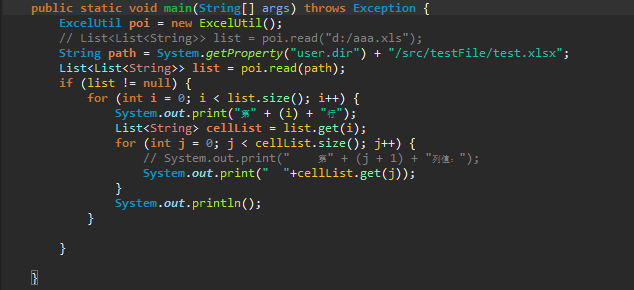 public static void main(String[] args) throws Exception {
    ExcelUtil poi = new ExcelUtil();
    // List<List<String>> list = poi.read("d:/aaa.xls");
    String path = System.getProperty("user.dir") + "/src/testFile/test.xlsx";
    List<List<String>> list = poi.read(path);
    if (list != null) {
        for (int i = 0; i < list.size(); i++) {
            System.out.print("第" + (i) + "行");
            List<String> cellList = list.get(i);
            for (int j = 0; j < cellList.size(); j++) {
                // System.out.print("    第" + (j + 1) + "列值：");
                System.out.print("  "+cellList.get(j));
            }
            System.out.println();
        }

    }

}